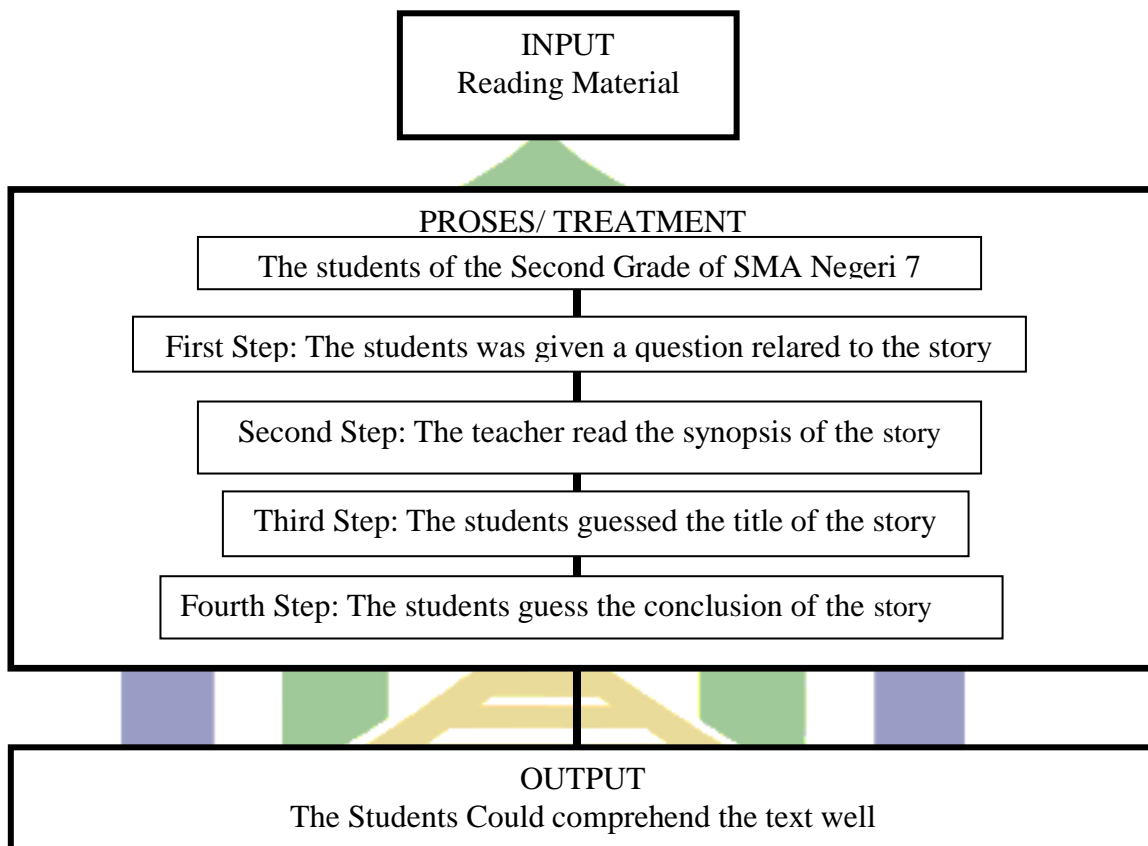 INPUT
Reading Material
PROSES/ TREATMENT
The students of the Second Grade of SMA Negeri 7
First Step: The students was given a question relared to the story
Second Step: The teacher read the synopsis of the story
Third Step: The students guessed the title of the story
Fourth Step: The students guess the conclusion of the story
OUTPUT
The Students Could comprehend the text well